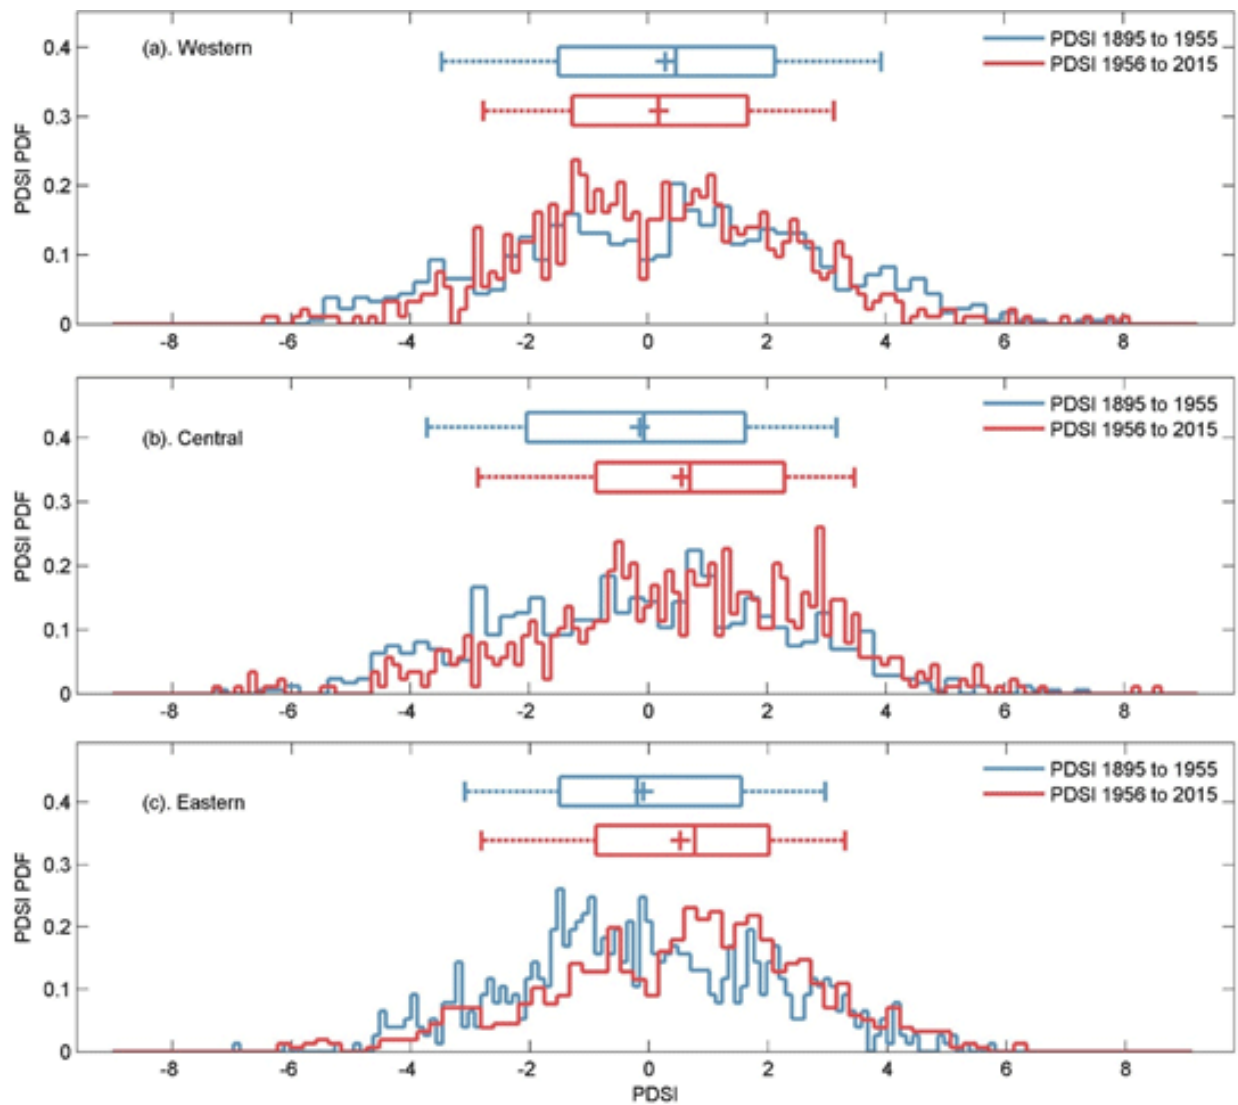 (a). Western
PDSI 1895 to 1955
PDSI 1956 to 2015
PDSI PDF
0.4
0.3
0.2
0.1
0
-8 -6 -4 -2 0 2 4 6 8
(b). Central
PDSI 1895 to 1955
PDSI 1956 to 2015
PDSI PDF
0.4
0.3
0.2
0.1
0
-8 -6 -4 -2 0 2 4 6 8
(c). Eastern
PDSI 1895 to 1955
PDSI 1956 to 2015
PDSI PDF
0.4
0.3
0.2
0.1
0
-8 -6 -4 -2 0 2 4 6 8
PDSI